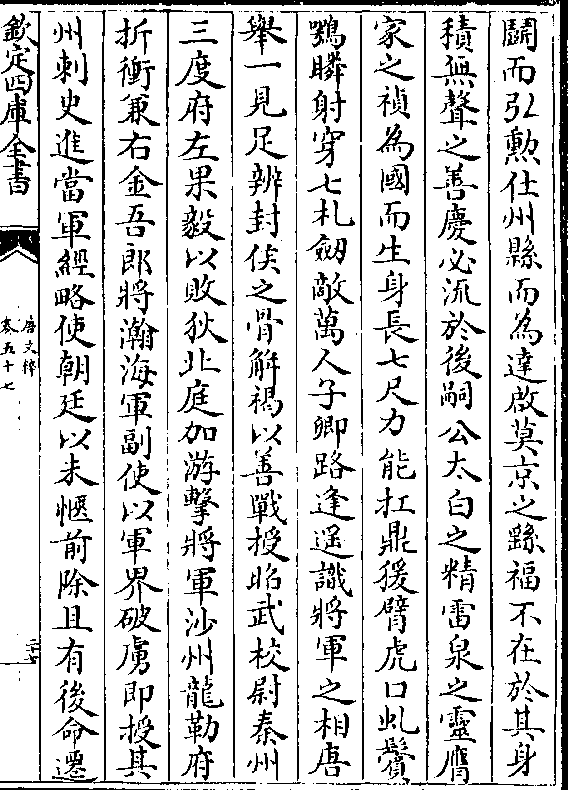 鬭而弘勲仕州縣而為達啟莫京之繇福不在於其身
積無聲之善慶必流於後嗣公太白之精雷泉之靈膺
家之禎為國而生身長七尺力能扛鼎猨臂虎口虬鬢
鶚瞵射穿七札劒敵萬人子卿路逢遥識將軍之相唐
舉一見足辨封侯之骨解褐以善戰授昭武校尉秦州
三度府左果毅以敗狄北庭加游擊將軍沙州龍勒府
折衝兼右金吾郎將瀚海軍副使以軍界破虜即授其
州刺史進當軍經略使朝廷以未愜前除且有後命遷
欽定四庫全書
唐文粹
卷五十七